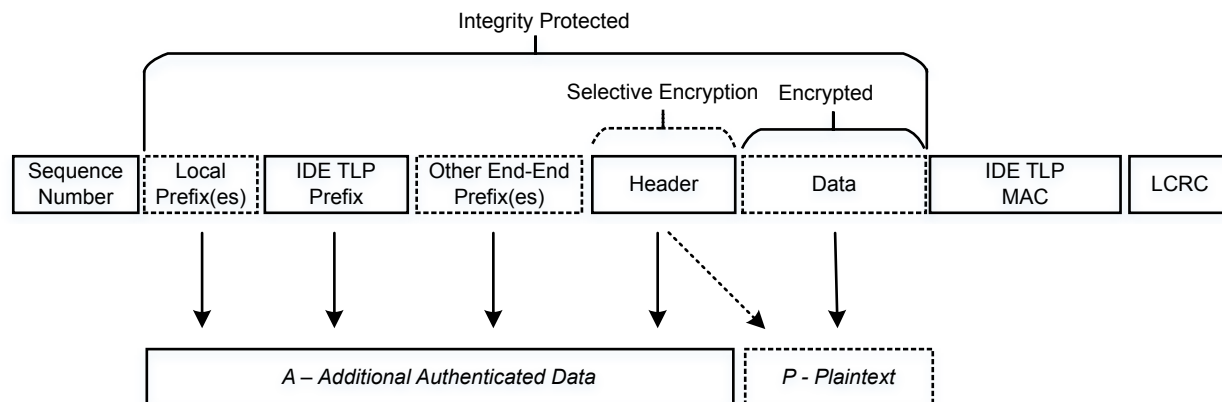 Integrity Protected
Selective Encryption
Encrypted
Sequence
Number
Local
Prefix(es)
IDE TLP
Prefix
Other End-End
Prefix(es)
Header
Data
IDE TLP
MAC
LCRC
A – Additional Authenticated Data
P - Plaintext